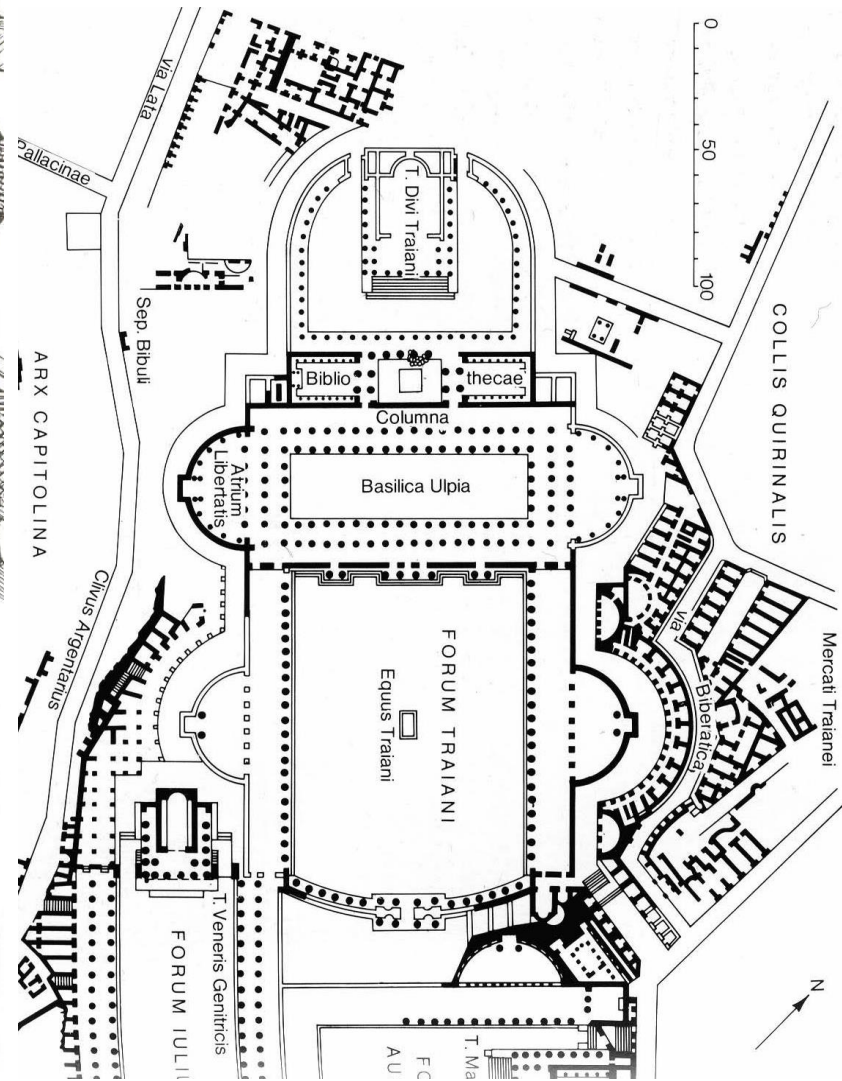 0
50
100
N
via Lata
Pallacinae
T. Divi Traiani
Sep. Bibuli
ARX CAPITOLINA
COLLIS QUIRINALIS
Biblio
thecae
Columna
Atrium
Libertatis
Basilica Ulpia
Clivus Argentarius
FORUM TRAIANI
Equus Traiani
via
Biberatica
Mercati Traianei
T. Veneris Genitricis
FORUM IULIU
T. Ma
FO
AU